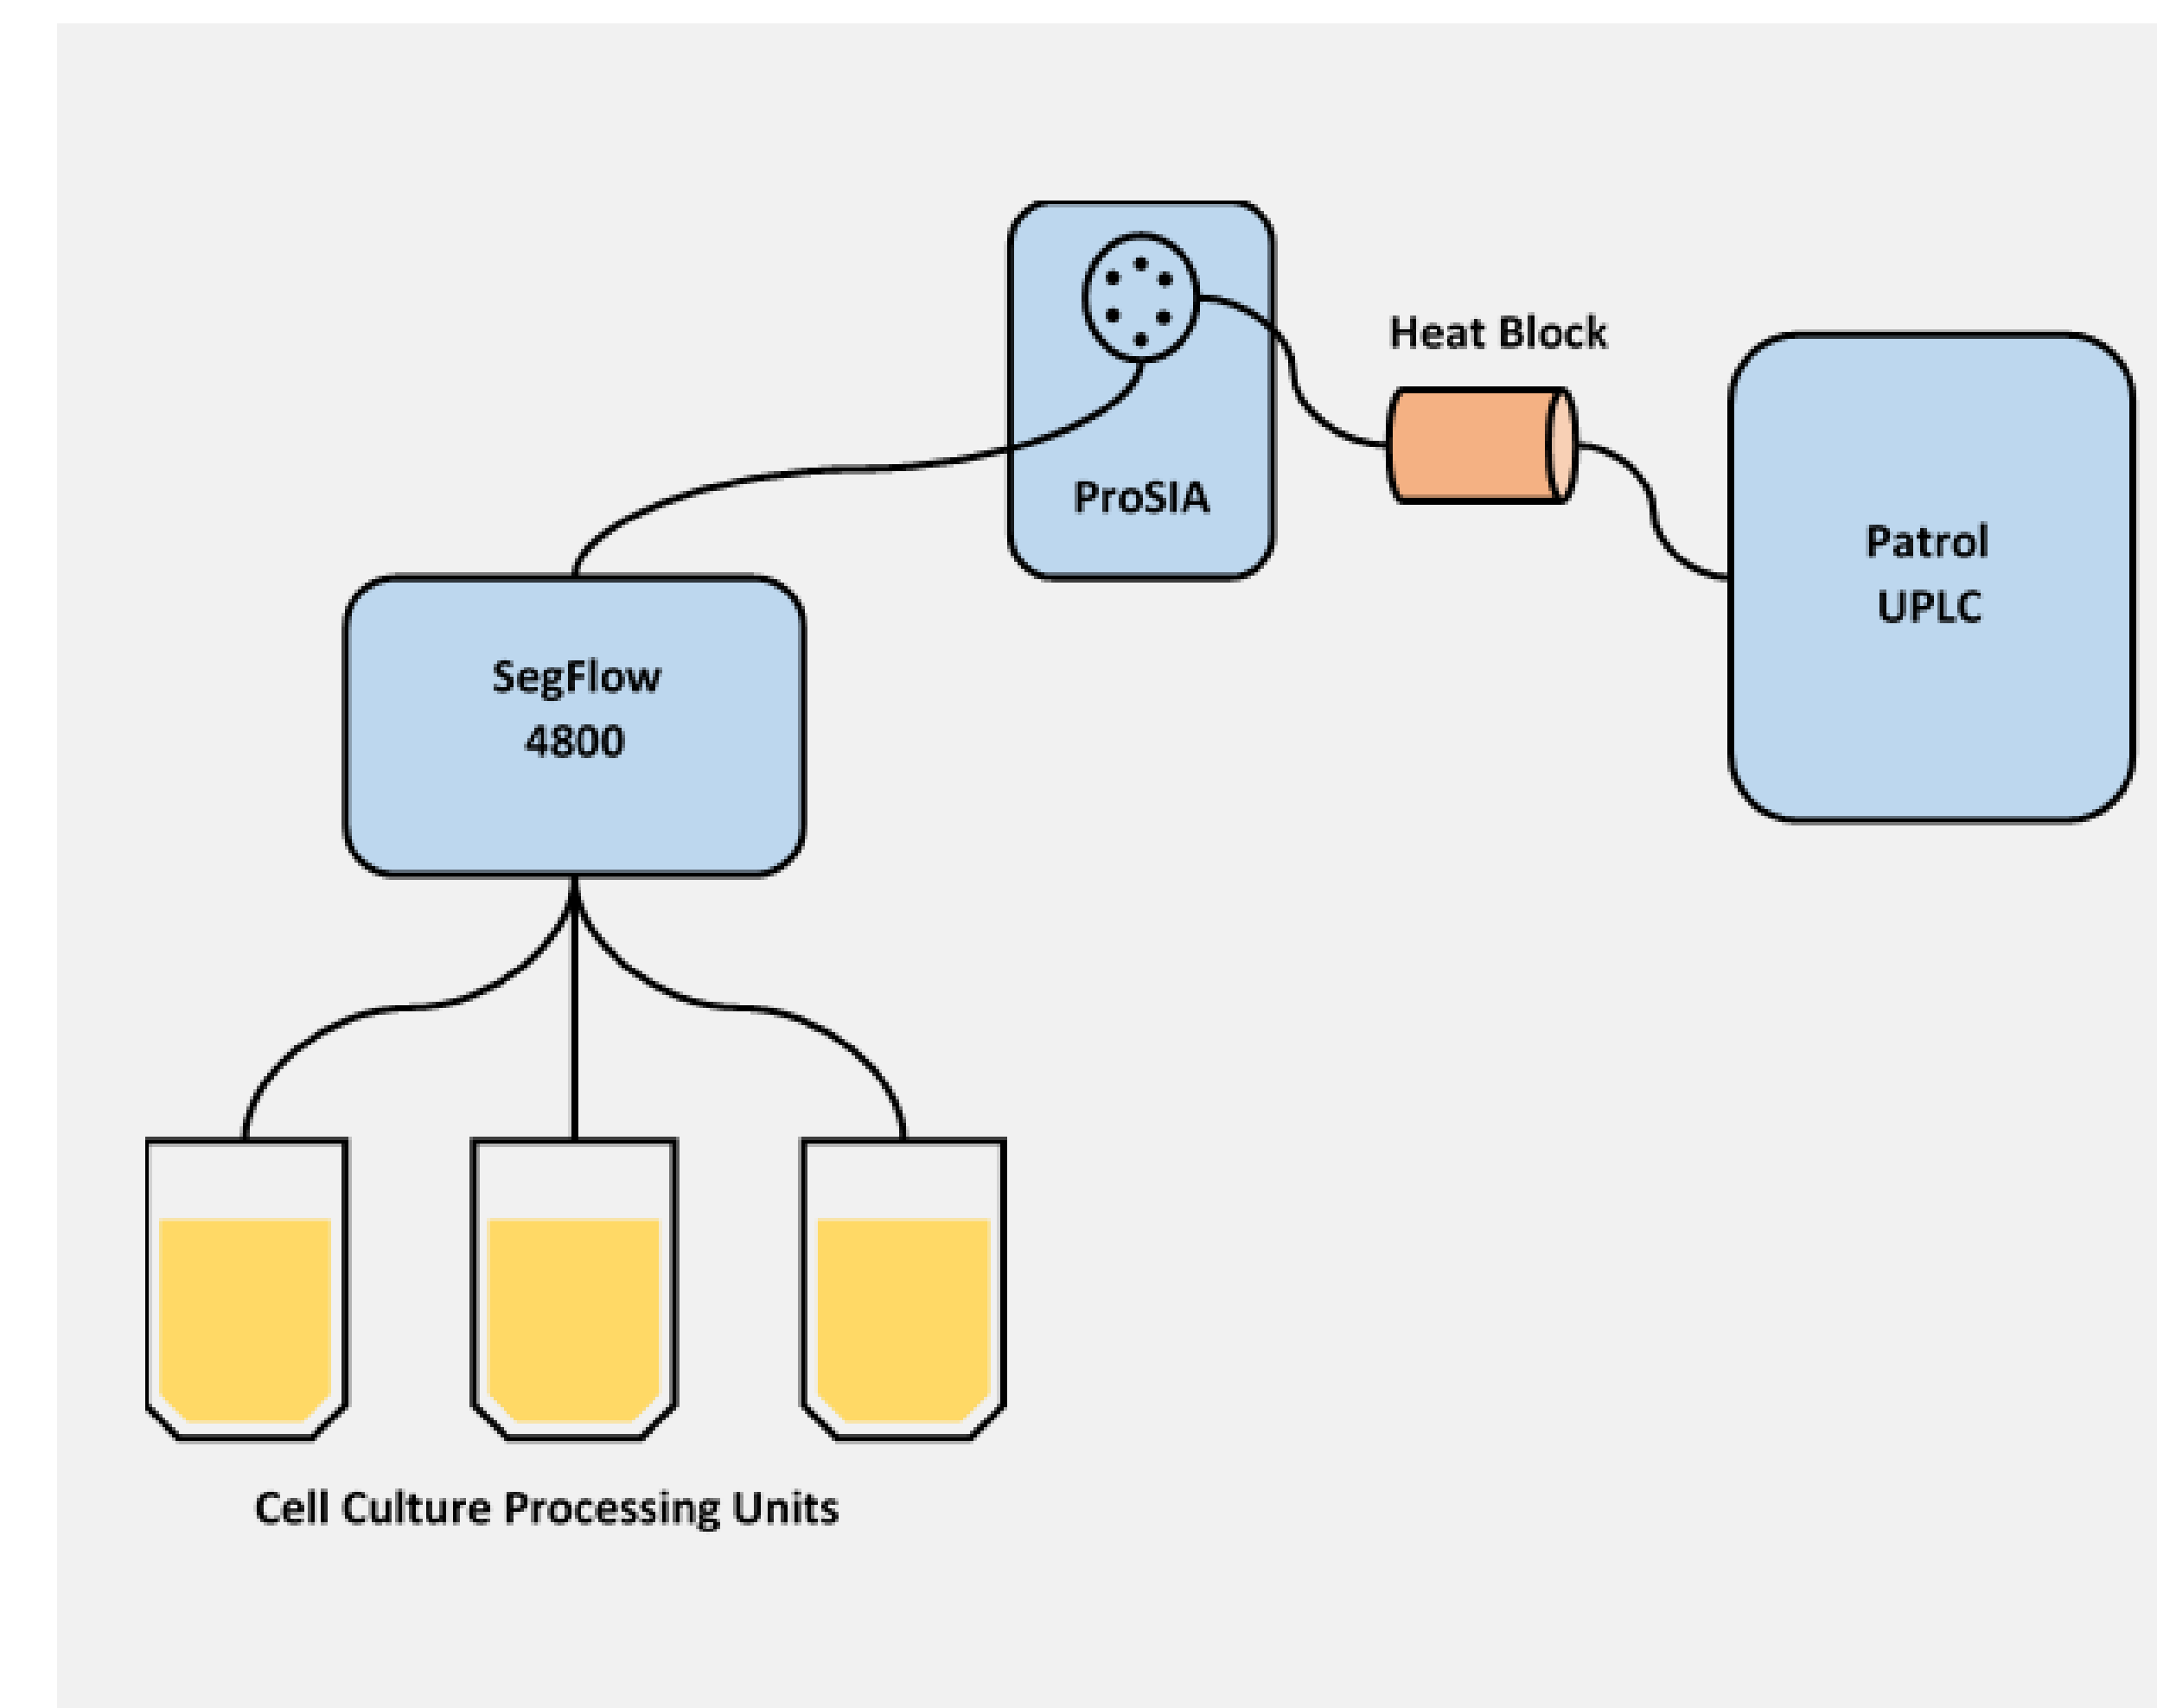 Heat Block
ProSIA
Patrol
UPLC
SegFlow
4800
Cell Culture Processing Units